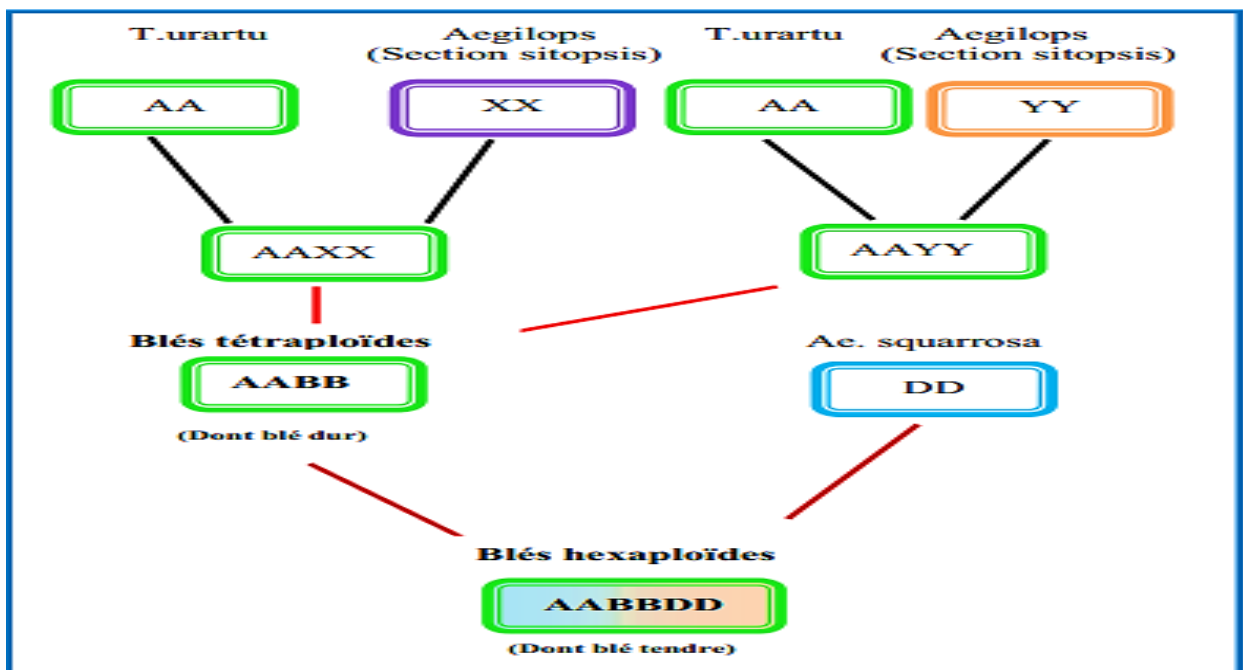 T.urartu Aegilops T.urartu Aegilops
(Section sitopsis) (Section sitopsis)
AA XX AA YY
AAXX AAYY
Blés tétraploïdes Ae. squarrosa
AABB DD
(Dont blé dur)
Blés hexaploïdes
AABBDD
(Dont blé tendre)